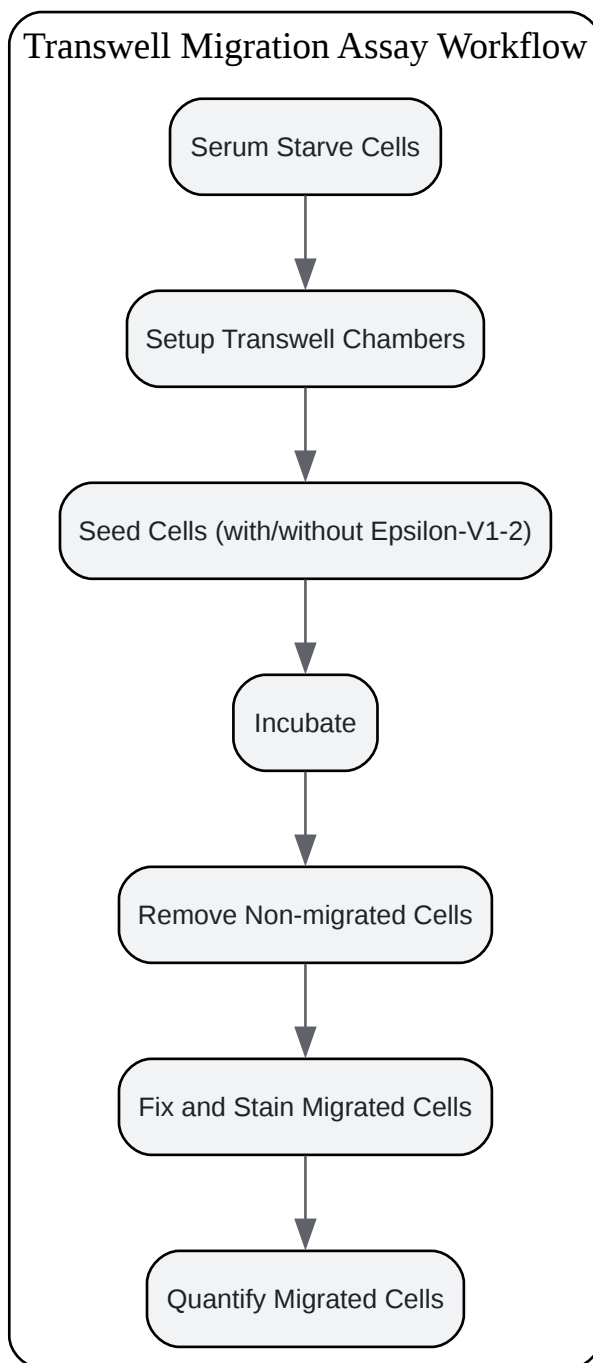 Transwell Migration Assay Workflow
Serum Starve Cells
Setup Transwell Chambers
Seed Cells (with/without Epsilon-V1-2)
Incubate
Remove Non-migrated Cells
Fix and Stain Migrated Cells
Quantify Migrated Cells